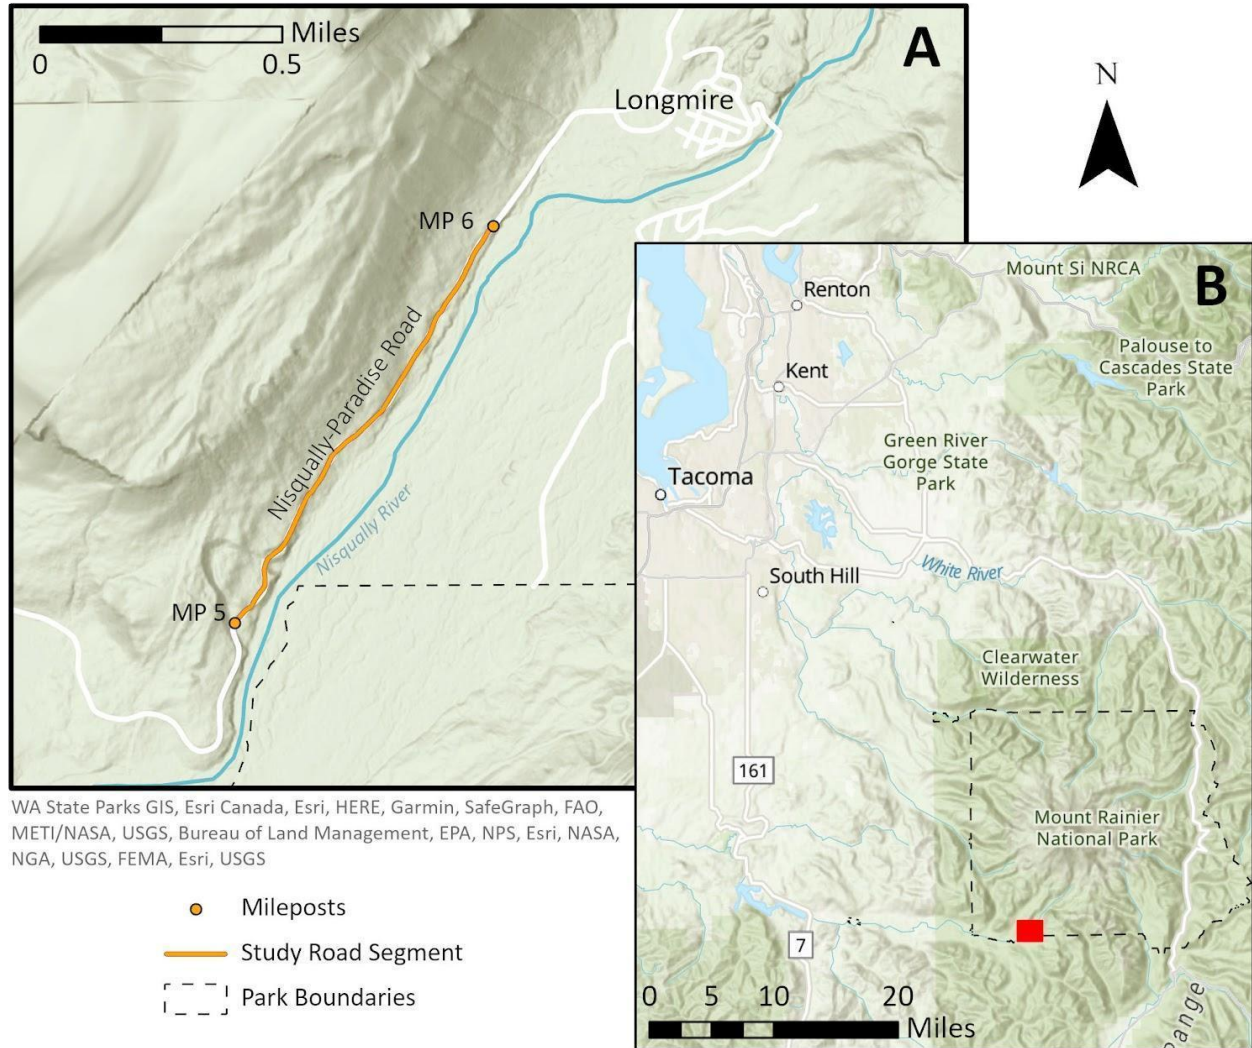 Miles
0 0.5
A
Longmire
MP 6
Nisqually-Paradise Road
Nisqually River
MP 5
N
B
Mount Si NRCA
Renton
Palouse to
Cascades State
Park
Kent
Green River
Gorge State
Park
Tacoma
White River
South Hill
Clearwater
Wilderness
161
Mount Rainier
National Park
7
0 5 10 20
Miles
Range
WA State Parks GIS, Esri Canada, Esri, HERE, Garmin, SafeGraph, FAO,
METI/NASA, USGS, Bureau of Land Management, EPA, NPS, Esri, NASA,
NGA, USGS, FEMA, Esri, USGS
Mileposts
Study Road Segment
Park Boundaries